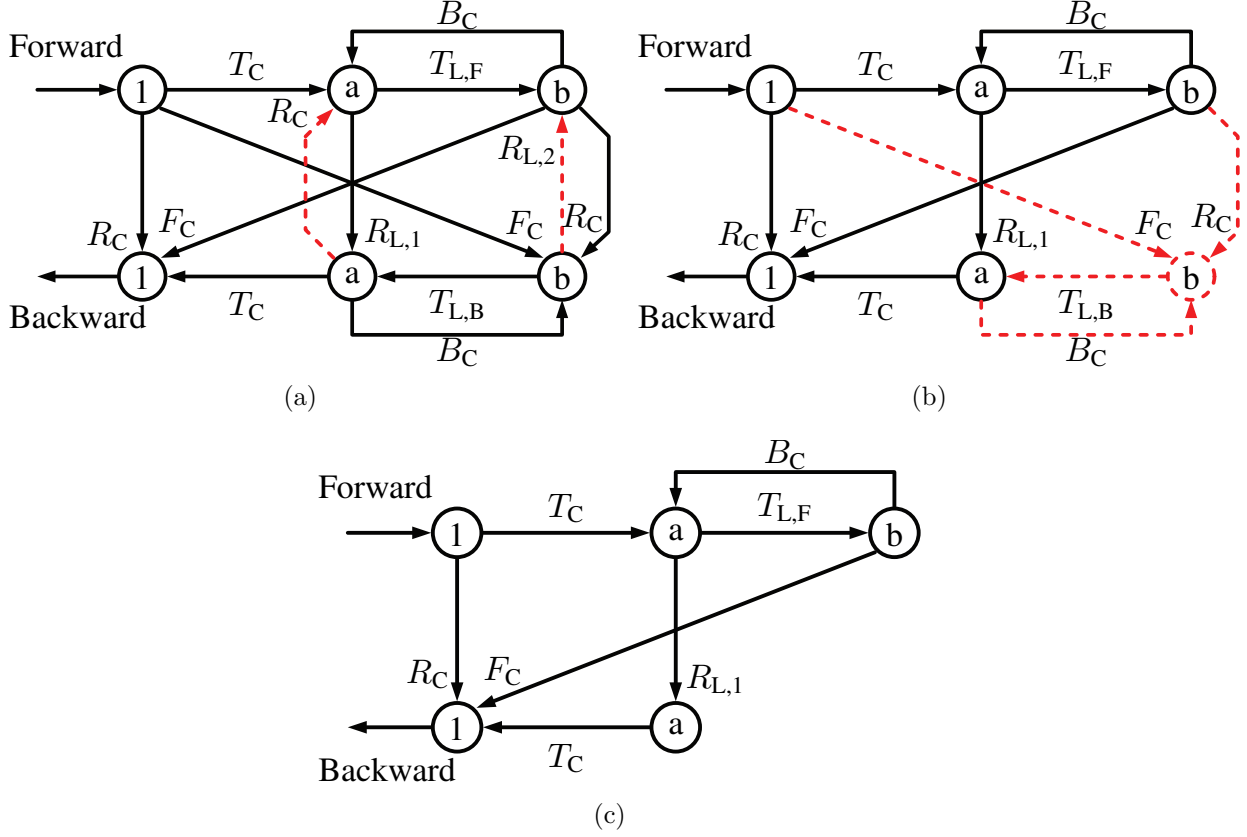 B_C
B_C
Forward
Forward
T_C
T_L,F
T_C
T_L,F
1
a
b
1
a
b
R_C
R_L,2
R_C
F_C
R_L,1
F_C
R_C
R_C
F_C
R_L,1
F_C
R_C
1
a
b
1
a
b
Backward
T_C
T_L,B
Backward
T_C
T_L,B
B_C
B_C
(a)
(b)
B_C
Forward
T_C
T_L,F
1
a
b
R_C
F_C
R_L,1
1
a
Backward
T_C
(c)